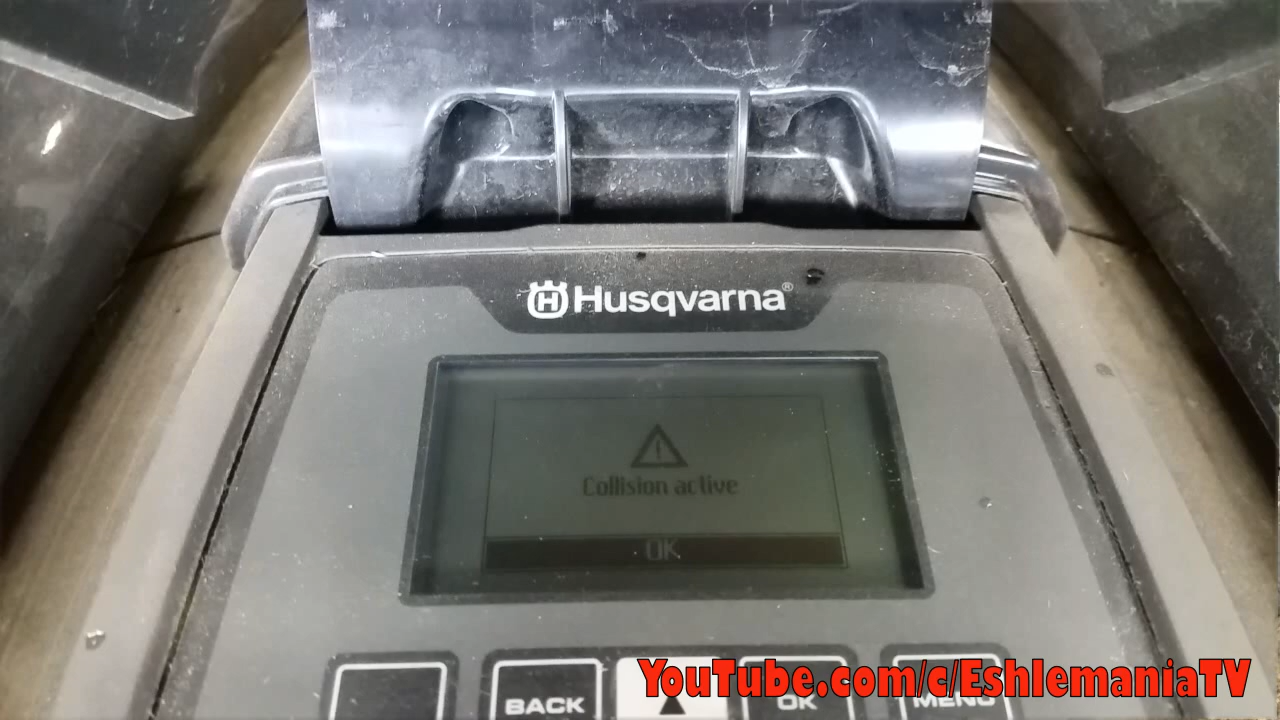 Husqvarna®
Collision active
OK
BACK
OK
MENU
YouTube.com/c/EshlemaniaTV